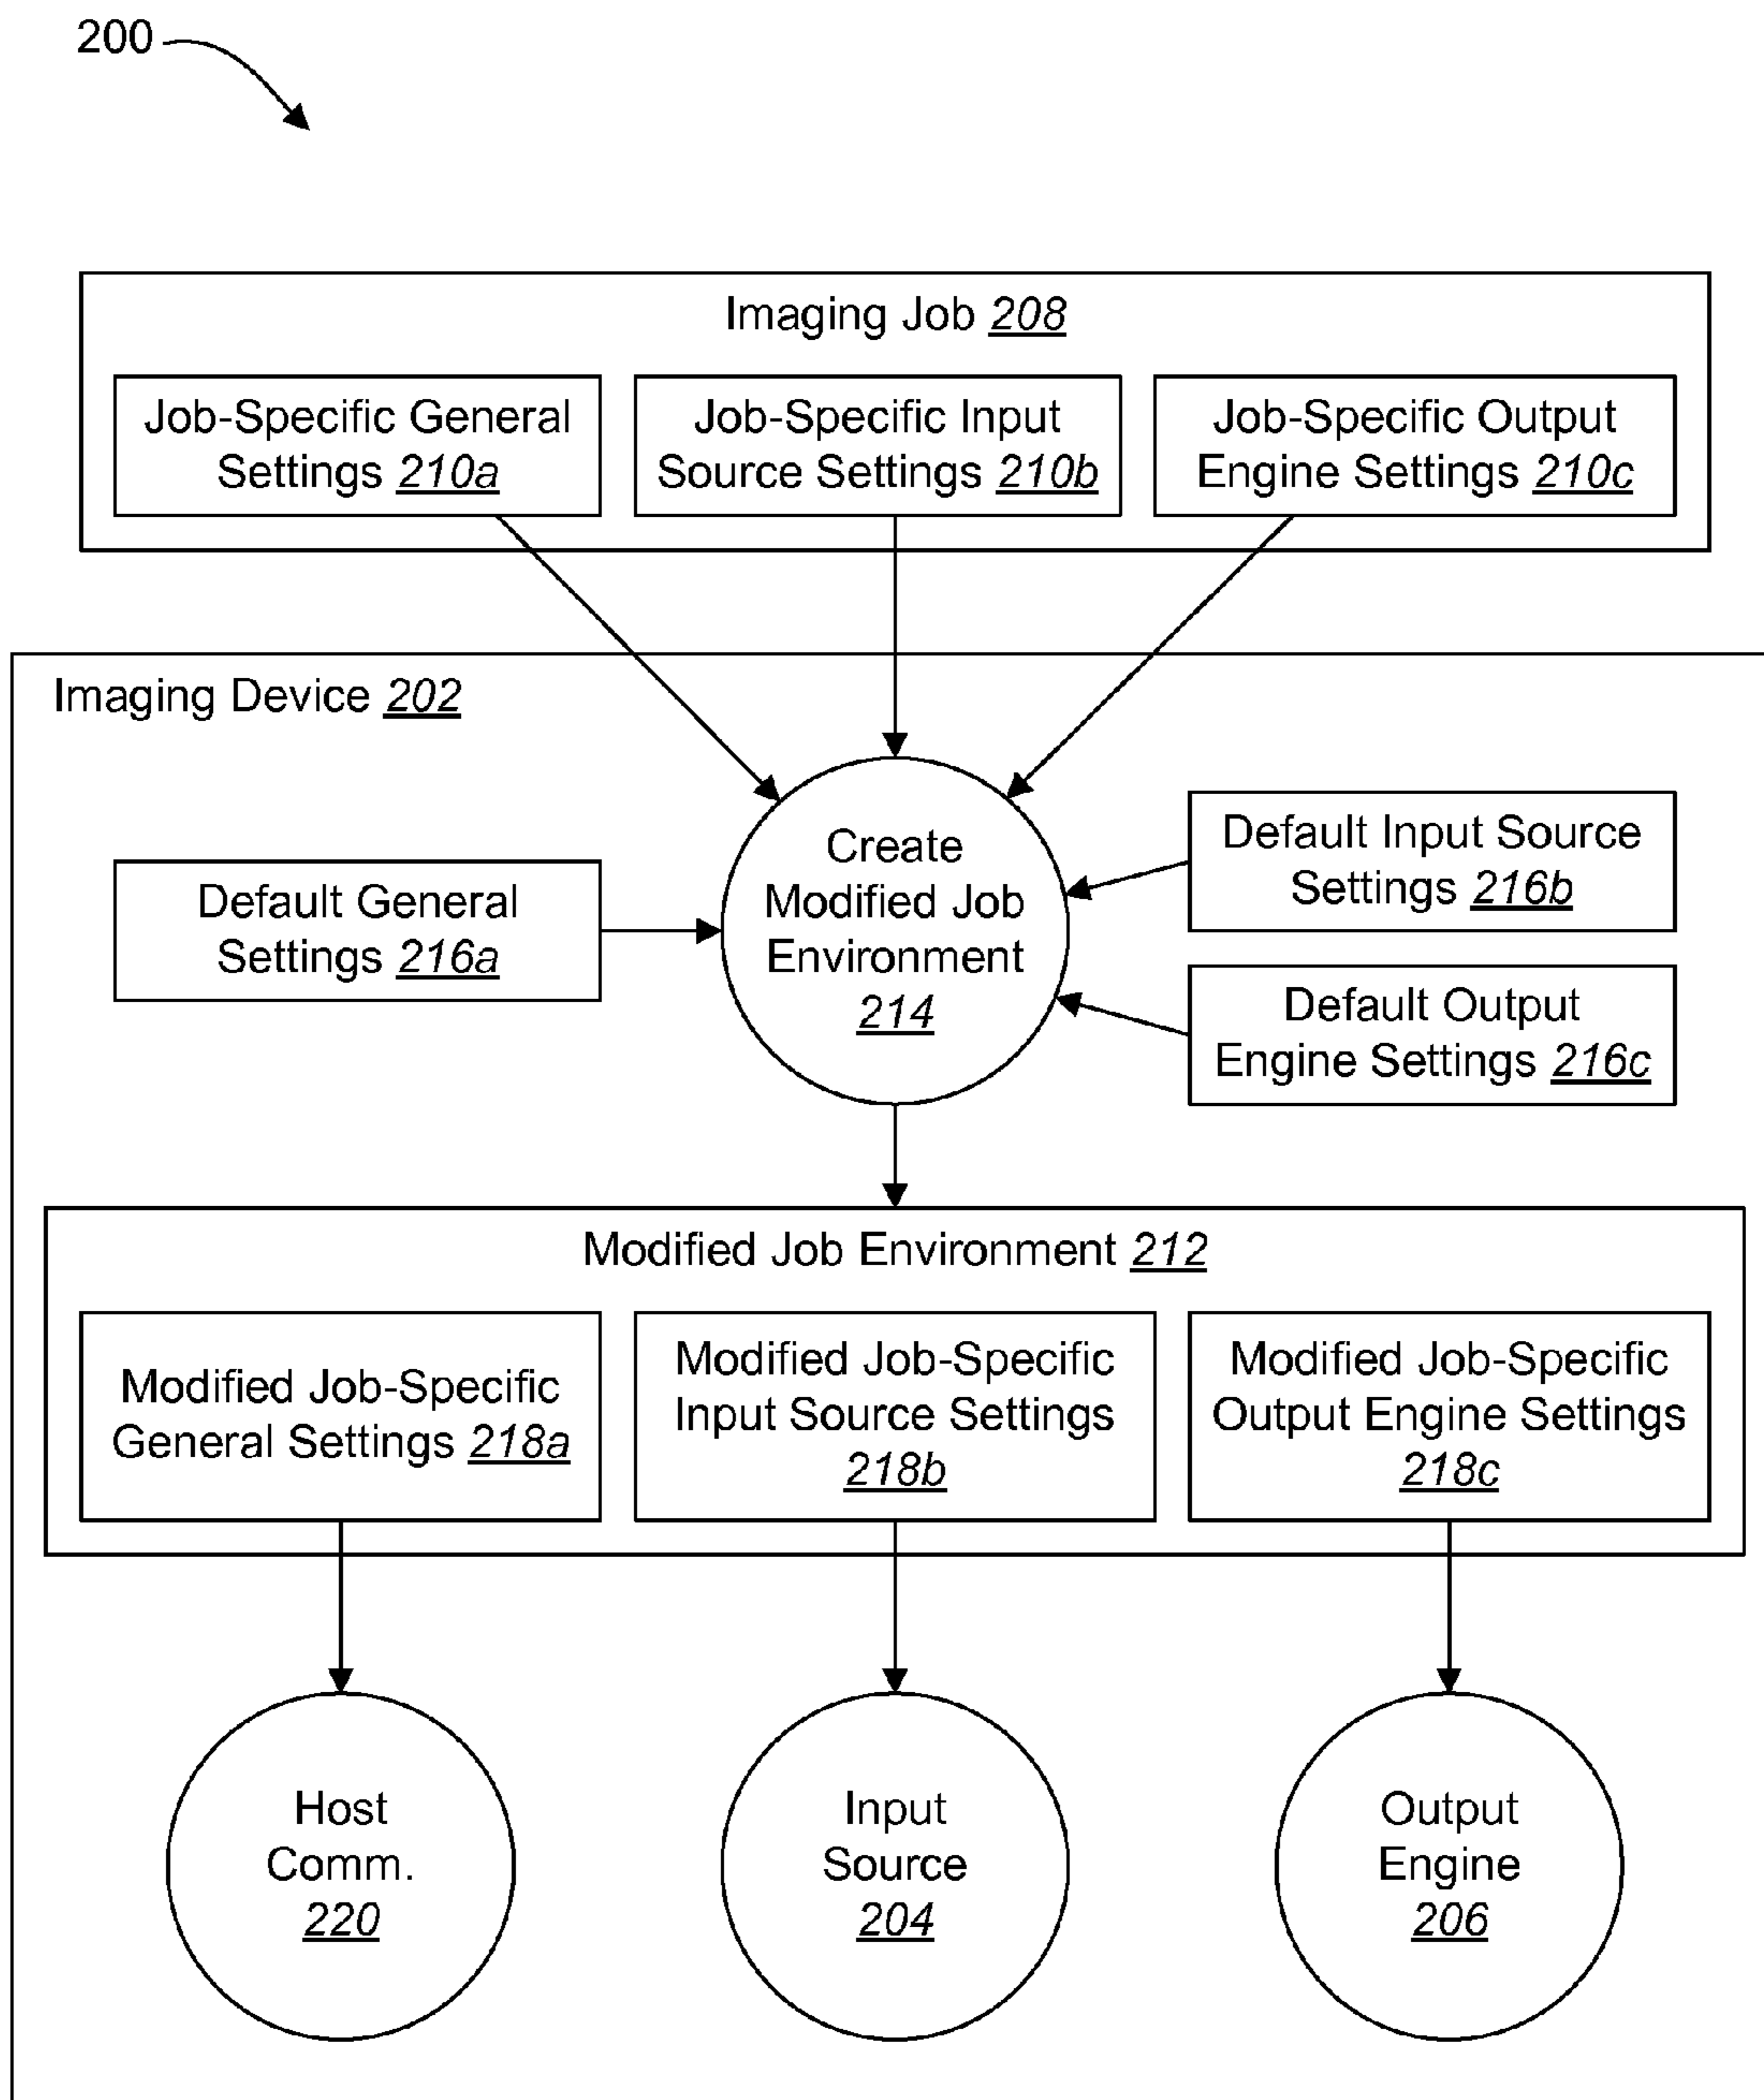 200
Imaging Job 208
Job-Specific General
Settings 210a
Job-Specific Input
Source Settings 210b
Job-Specific Output
Engine Settings 210c
Imaging Device 202
Create
Modified Job
Environment
214
Default General
Settings 216a
Default Input Source
Settings 216b
Default Output
Engine Settings 216c
Modified Job Environment 212
Modified Job-Specific
General Settings 218a
Modified Job-Specific
Input Source Settings
218b
Modified Job-Specific
Output Engine Settings
218c
Host
Comm.
220
Input
Source
204
Output
Engine
206